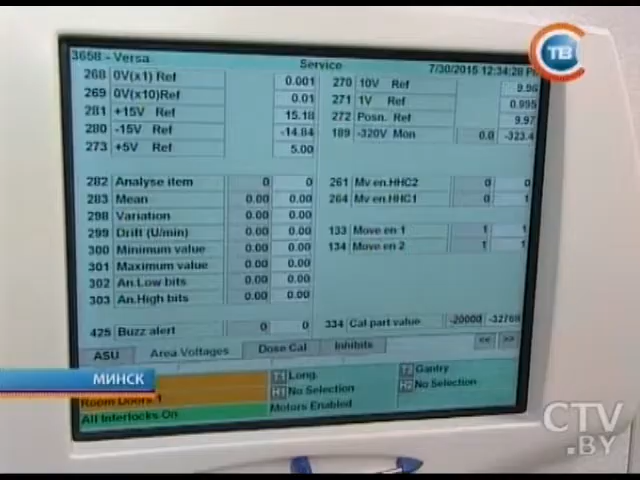 3658 - Versa Service 7/30/2015 12:34:28 PM
268 0V(x1) Ref 0.001 270 10V Ref 9.96
269 0V(x10)Ref 0.01 271 1V Ref 0.995
281 +15V Ref 15.18 272 Posn. Ref 9.97
280 -15V Ref -14.84 189 -320V Mon 0.0 -323.4
273 +5V Ref 5.00
282 Analyse item 0 0 261 Mv en.HHC2 0 0
283 Mean 0.00 0.00 264 Mv en.HHC1 0 1
298 Variation 0.00 0.00
299 Drift (U/min) 0.00 0.00 133 Move en 1 1 1
300 Minimum value 0.00 0.00 134 Move en 2 1 1
301 Maximum value 0.00 0.00
302 An.Low bits 0.00 0.00
303 An.High bits 0.00 0.00
425 Buzz alert 0 0 334 Cal part value -20000 -32768
<< >>
ASU Area Voltages Dose Cal Inhibits
T1 Long. T2 Gantry
H1 No Selection H2 No Selection
Room Doors 1
All Interlocks On Motors Enabled
СТВ
МИНСК
CTV
.BY